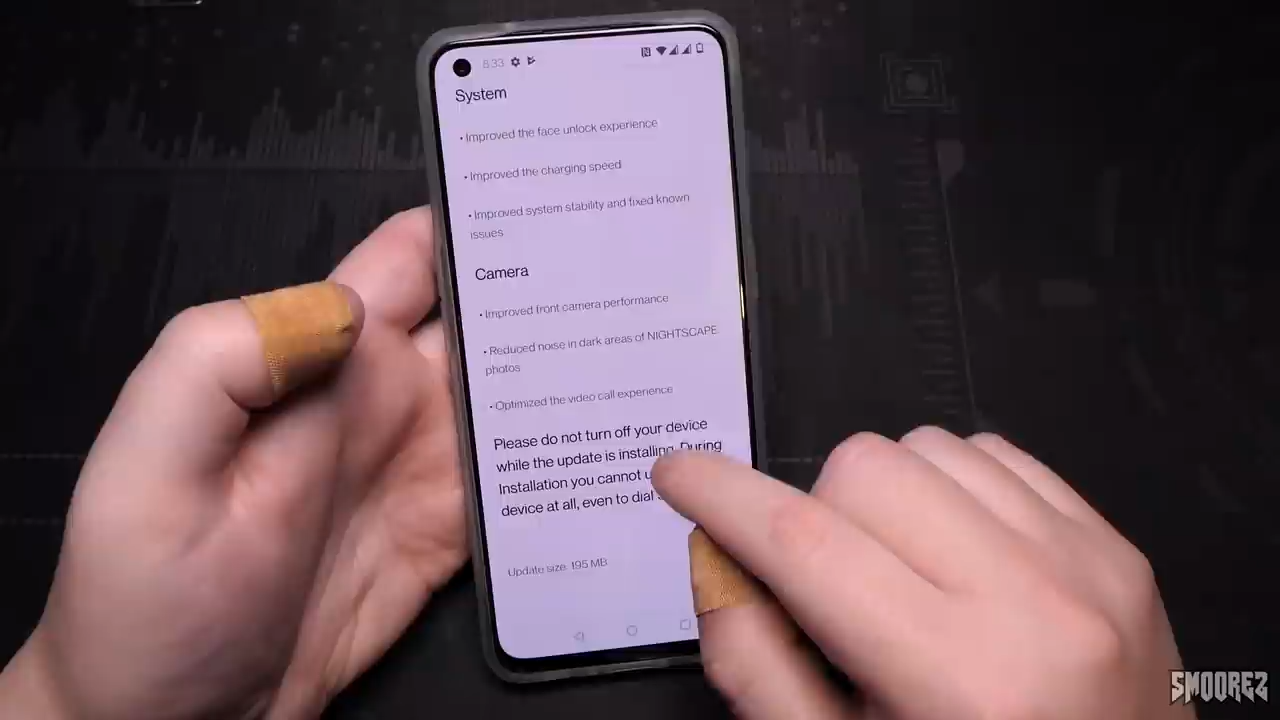 8:33
System
• Improved the face unlock experience
• Improved the charging speed
• Improved system stability and fixed known
issues
Camera
• Improved front camera performance
• Reduced noise in dark areas of NIGHTSCAPE
photos
• Optimized the video call experience
Please do not turn off your device
while the update is installing. During
Installation you cannot
device at all, even to dial
Update size: 195 MB
SMOOREZ